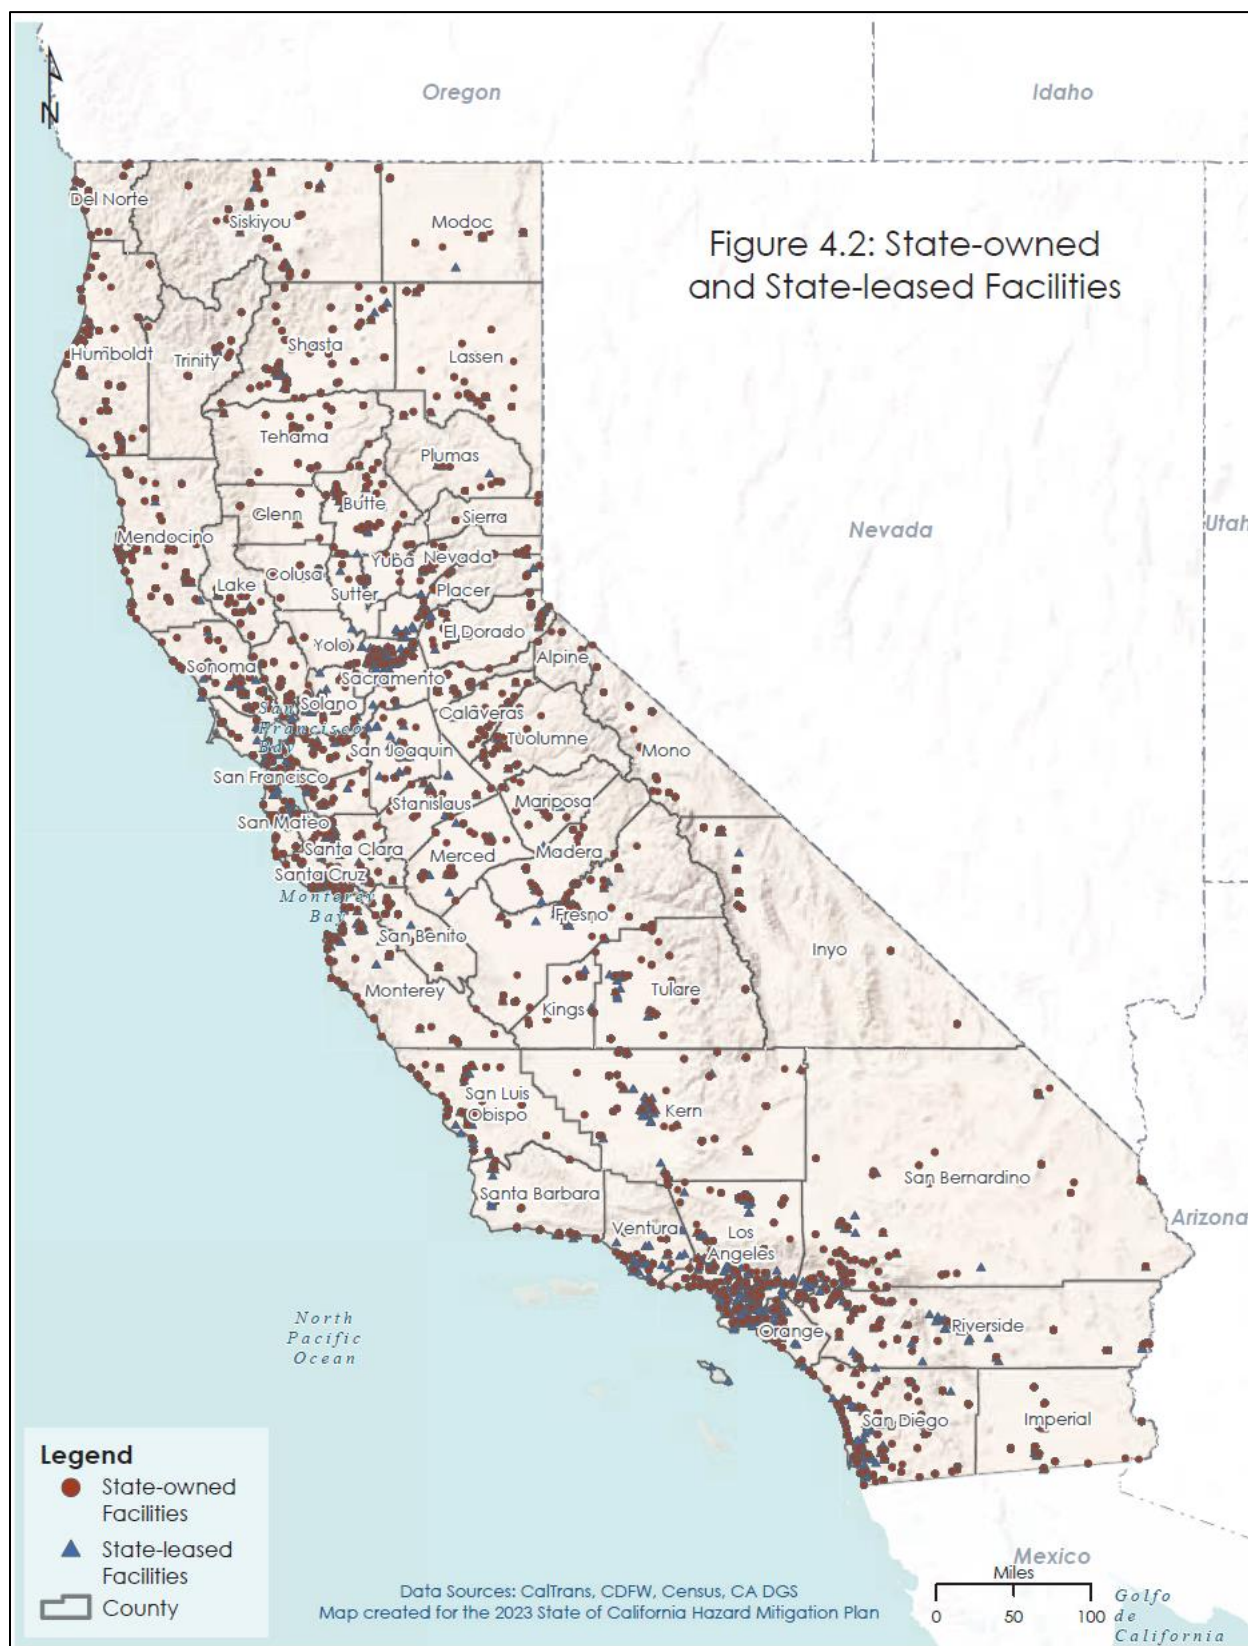 Oregon
Idaho
N
Del Norte
Siskiyou
Modoc
Figure 4.2: State-owned
and State-leased Facilities
Humboldt
Trinity
Shasta
Lassen
Tehama
Plumas
Glenn
Butte
Sierra
Nevada
Utah
Mendocino
Colusa
Yuba
Nevada
Lake
Sutter
Placer
Yolo
El Dorado
Sonoma
Alpine
Sacramento
Solano
San
Francisco
Bay
Calaveras
Tuolumne
San Joaquin
Mono
San Francisco
Stanislaus
Mariposa
San Mateo
Santa Clara
Merced
Madera
Santa Cruz
Monterey
Bay
Fresno
San Benito
Inyo
Monterey
Kings
Tulare
San Luis
Obispo
Kern
San Bernardino
Santa Barbara
Ventura
Los
Angeles
Arizona
North
Pacific
Ocean
Orange
Riverside
San Diego
Imperial
Legend
State-owned
Facilities
State-leased
Facilities
County
Data Sources: CalTrans, CDFW, Census, CA DGS
Map created for the 2023 State of California Hazard Mitigation Plan
Mexico
Miles
0 50 100
Golfo
de
California